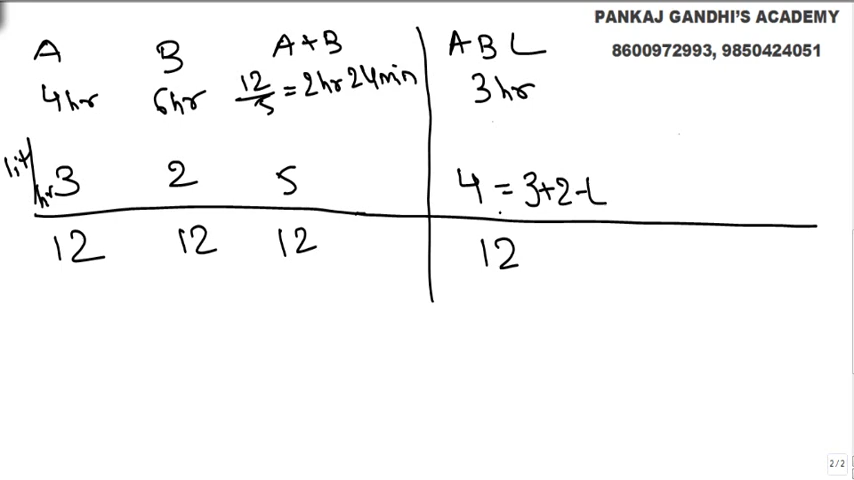 PANKAJ GANDHI'S ACADEMY
8600972993, 9850424051
A B A+B A B L
4hr 6hr 12/5 = 2hr 24min 3hr
lit/hr 3 2 5 4 = 3+2-L
12 12 12 12
2/2